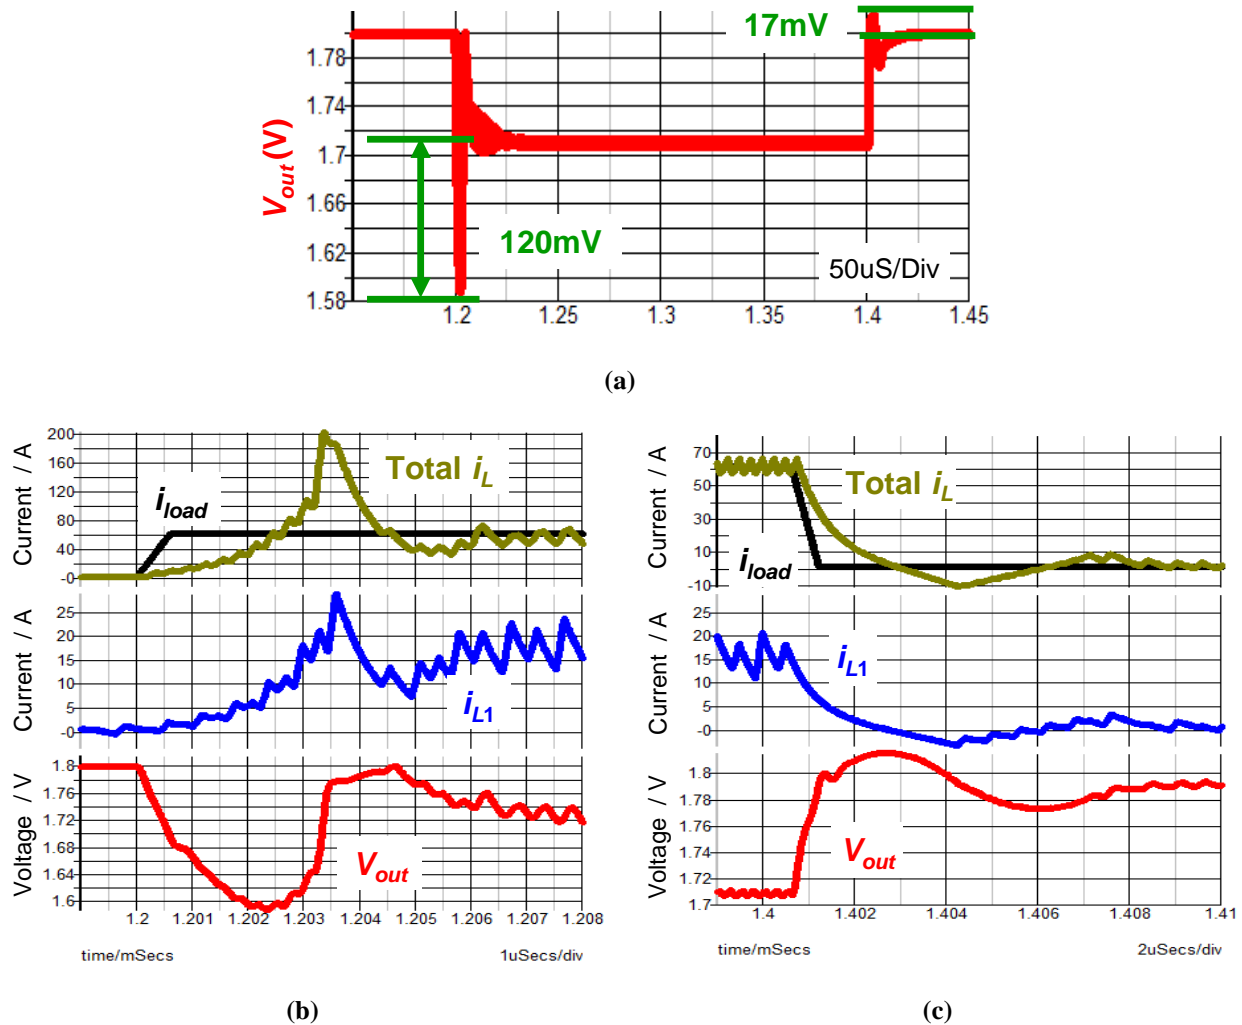 17mV
1.78
1.74
1.7
1.66
1.62
1.58
Vout (V)
120mV
50uS/Div
1.2 1.25 1.3 1.35 1.4 1.45
(a)
Current / A
200
160
120
80
40
-0
Total iL
iload
Current / A
25
20
15
10
5
-0
iL1
Voltage / V
1.8
1.76
1.72
1.68
1.64
1.6
Vout
1.2 1.201 1.202 1.203 1.204 1.205 1.206 1.207 1.208
time/mSecs 1uSecs/div
(b)
Current / A
70
50
30
10
-10
Total iL
iload
Current / A
25
20
15
10
5
-0
iL1
Voltage / V
1.8
1.78
1.76
1.74
1.72
1.7
Vout
1.4 1.402 1.404 1.406 1.408 1.41
time/mSecs 2uSecs/div
(c)